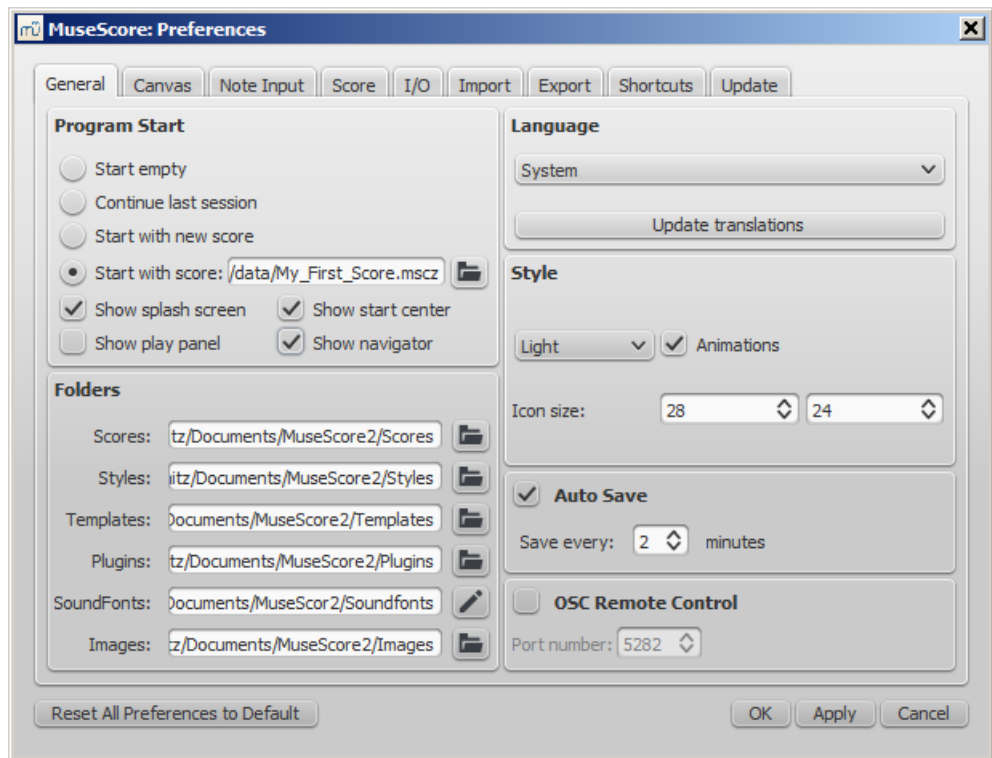 MuseScore: Preferences
General Canvas Note Input Score I/O Import Export Shortcuts Update
Program Start
Start empty
Continue last session
Start with new score
Start with score: /data/My_First_Score.mscz
Show splash screen Show start center
Show play panel Show navigator
Folders
Scores: tz/Documents/MuseScore2/Scores
Styles: itz/Documents/MuseScore2/Styles
Templates: Documents/MuseScore2/Templates
Plugins: tz/Documents/MuseScore2/Plugins
SoundFonts: Documents/MuseScor2/Soundfonts
Images: tz/Documents/MuseScore2/Images
Language
System
Update translations
Style
Light Animations
Icon size: 28 24
Auto Save
Save every: 2 minutes
OSC Remote Control
Port number: 5282
Reset All Preferences to Default OK Apply Cancel